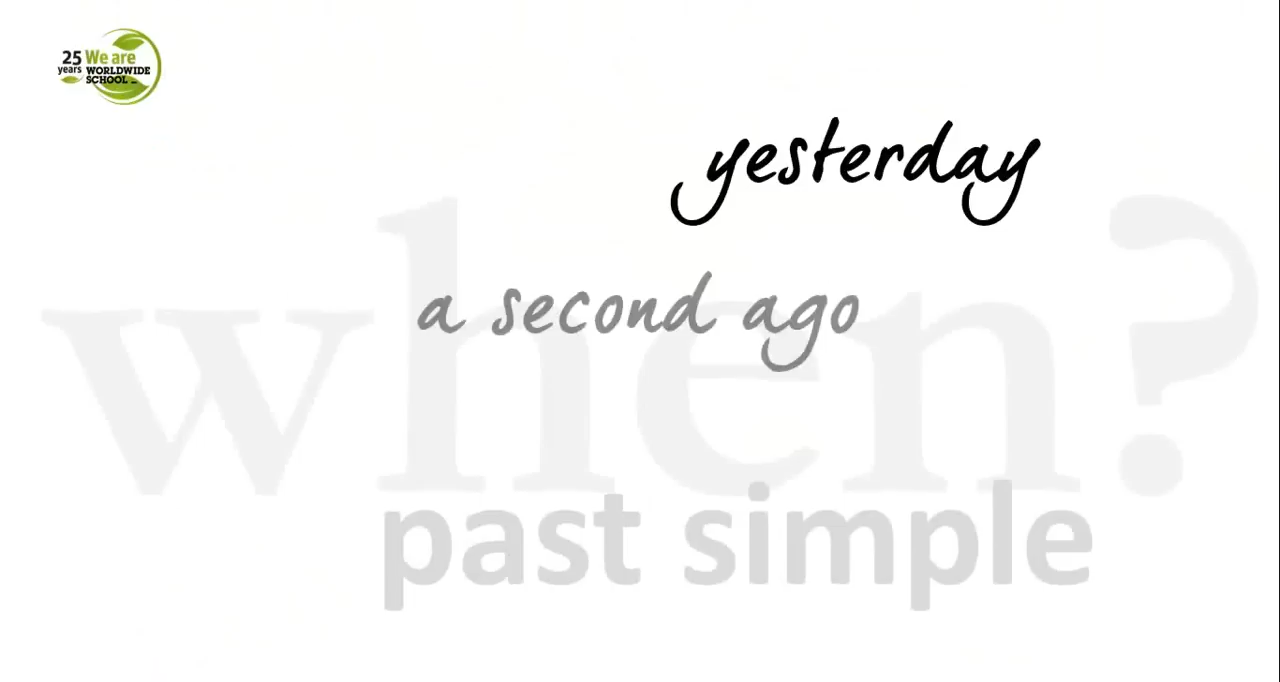 25 We are
years WORLDWIDE
SCHOOL
yesterday
a second ago
when?
past simple